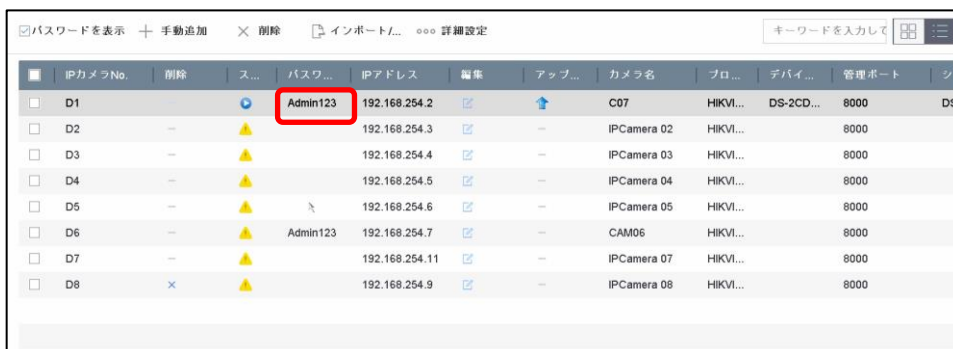 パスワードを表示 手動追加 削除 インポート/... 詳細設定 キーワードを入力して
IPカメラNo. 削除 ス... パスワ... IPアドレス 編集 アップ... カメラ名 プロ... デバイ... 管理ポート シ
D1 Admin123 192.168.254.2 C07 HIKVI... DS-2CD... 8000 DS
D2 — 192.168.254.3 — IPCamera 02 HIKVI... 8000
D3 — 192.168.254.4 — IPCamera 03 HIKVI... 8000
D4 — 192.168.254.5 — IPCamera 04 HIKVI... 8000
D5 — 192.168.254.6 — IPCamera 05 HIKVI... 8000
D6 — Admin123 192.168.254.7 — CAM06 HIKVI... 8000
D7 — 192.168.254.11 — IPCamera 07 HIKVI... 8000
D8 192.168.254.9 — IPCamera 08 HIKVI... 8000